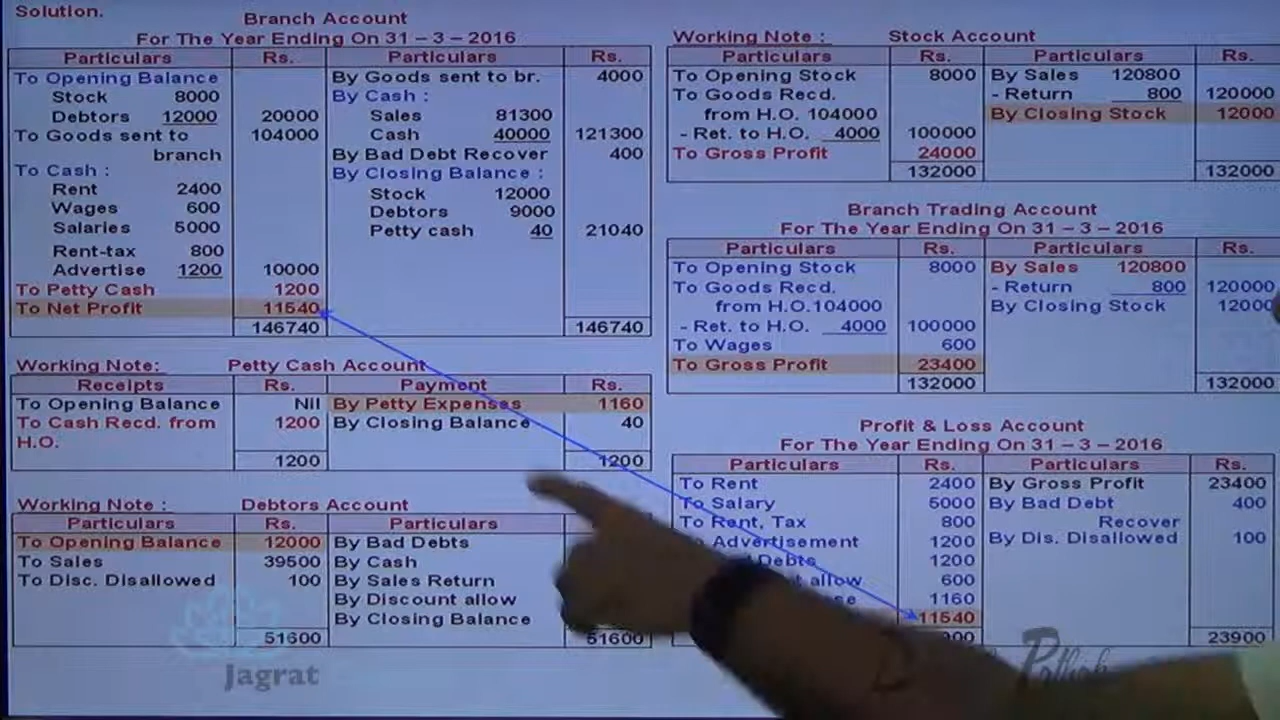 Solution.
Branch Account
For The Year Ending On 31 – 3 – 2016
Particulars Rs. Particulars Rs.
To Opening Balance By Goods sent to br. 4000
Stock 8000 By Cash :
Debtors 12000 20000 Sales 81300
To Goods sent to 104000 Cash 40000 121300
branch By Bad Debt Recover 400
To Cash : By Closing Balance :
Rent 2400 Stock 12000
Wages 600 Debtors 9000
Salaries 5000 Petty cash 40 21040
Rent-tax 800
Advertise 1200 10000
To Petty Cash 1200
To Net Profit 11540
146740 146740
Working Note: Petty Cash Account
Receipts Rs. Payment Rs.
To Opening Balance Nil By Petty Expenses 1160
To Cash Recd. from 1200 By Closing Balance 40
H.O.
1200 1200
Working Note : Debtors Account
Particulars Rs. Particulars
To Opening Balance 12000 By Bad Debts
To Sales 39500 By Cash
To Disc. Disallowed 100 By Sales Return
By Discount allow
By Closing Balance
51600 51600
Working Note : Stock Account
Particulars Rs. Particulars Rs.
To Opening Stock 8000 By Sales 120800
To Goods Recd. - Return 800 120000
from H.O. 104000 By Closing Stock 12000
- Ret. to H.O. 4000 100000
To Gross Profit 24000
132000 132000
Branch Trading Account
For The Year Ending On 31 – 3 – 2016
Particulars Rs. Particulars Rs.
To Opening Stock 8000 By Sales 120800
To Goods Recd. - Return 800 120000
from H.O.104000 By Closing Stock 12000
- Ret. to H.O. 4000 100000
To Wages 600
To Gross Profit 23400
132000 132000
Profit & Loss Account
For The Year Ending On 31 – 3 – 2016
Particulars Rs. Particulars Rs.
To Rent 2400 By Gross Profit 23400
To Salary 5000 By Bad Debt 400
To Rent, Tax 800 Recover
Advertisement 1200 By Dis. Disallowed 100
Debts 1200
allow 600
1160
11540
23900
Jagrat